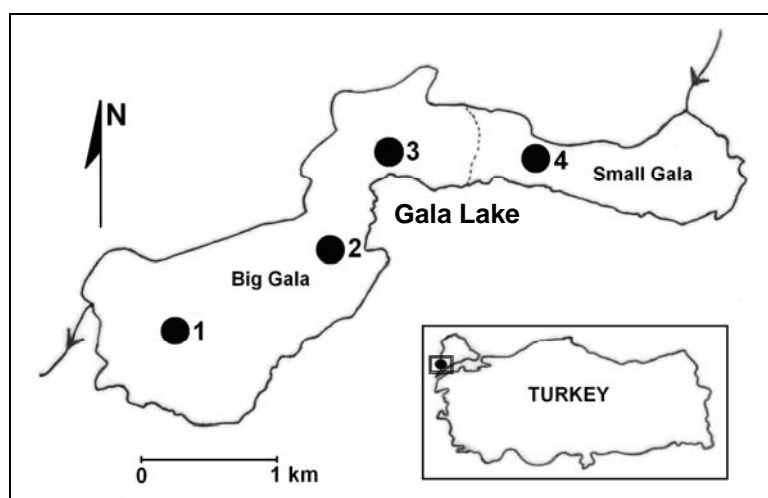 N
3
4
Small Gala
Gala Lake
2
Big Gala
1
TURKEY
0 1 km